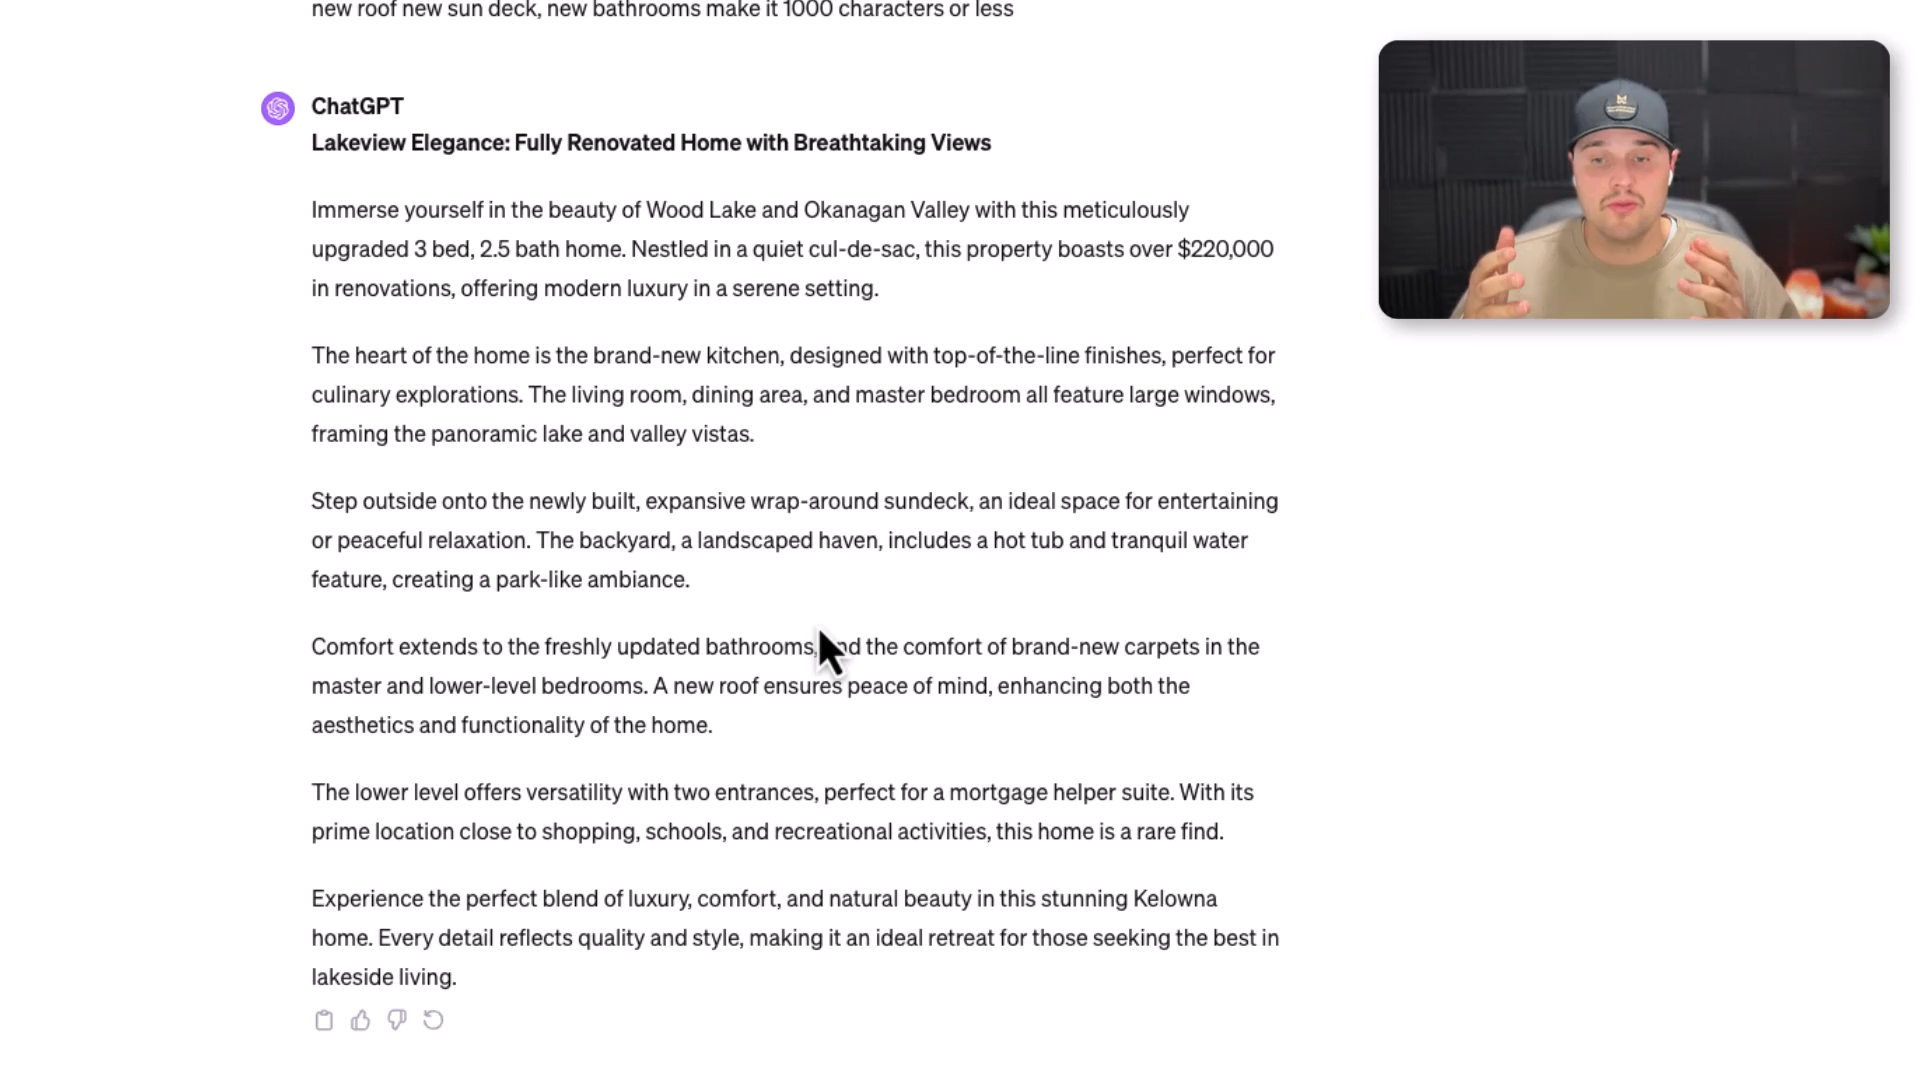 new roof new sun deck, new bathrooms make it 1000 characters or less
ChatGPT
Lakeview Elegance: Fully Renovated Home with Breathtaking Views
Immerse yourself in the beauty of Wood Lake and Okanagan Valley with this meticulously
upgraded 3 bed, 2.5 bath home. Nestled in a quiet cul-de-sac, this property boasts over $220,000
in renovations, offering modern luxury in a serene setting.
The heart of the home is the brand-new kitchen, designed with top-of-the-line finishes, perfect for
culinary explorations. The living room, dining area, and master bedroom all feature large windows,
framing the panoramic lake and valley vistas.
Step outside onto the newly built, expansive wrap-around sundeck, an ideal space for entertaining
or peaceful relaxation. The backyard, a landscaped haven, includes a hot tub and tranquil water
feature, creating a park-like ambiance.
Comfort extends to the freshly updated bathrooms, and the comfort of brand-new carpets in the
master and lower-level bedrooms. A new roof ensures peace of mind, enhancing both the
aesthetics and functionality of the home.
The lower level offers versatility with two entrances, perfect for a mortgage helper suite. With its
prime location close to shopping, schools, and recreational activities, this home is a rare find.
Experience the perfect blend of luxury, comfort, and natural beauty in this stunning Kelowna
home. Every detail reflects quality and style, making it an ideal retreat for those seeking the best in
lakeside living.